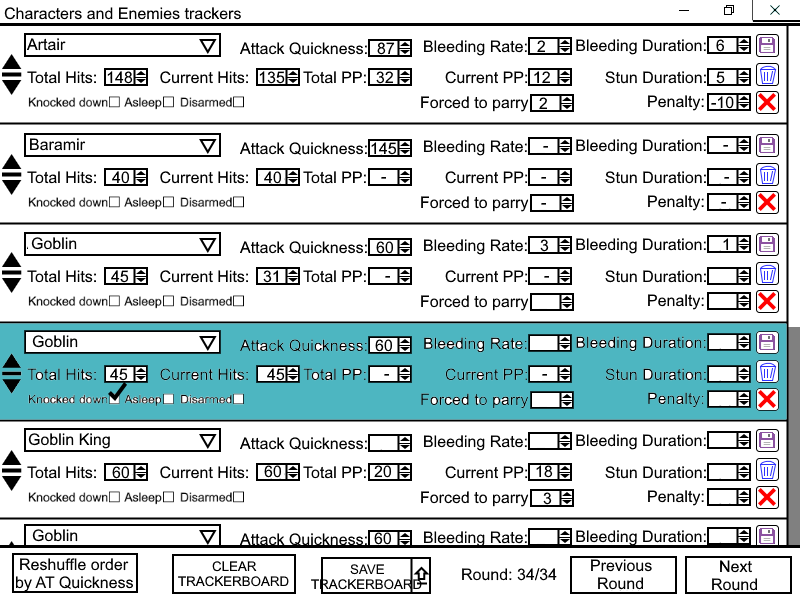 Characters and Enemies trackers
Artair Attack Quickness: 87 Bleeding Rate: 2 Bleeding Duration: 6
Total Hits: 148 Current Hits: 135 Total PP: 32 Current PP: 12 Stun Duration: 5
Knocked down Asleep Disarmed Forced to parry 2 Penalty: -10
Baramir Attack Quickness: 145 Bleeding Rate: - Bleeding Duration: -
Total Hits: 40 Current Hits: 40 Total PP: - Current PP: - Stun Duration: -
Knocked down Asleep Disarmed Forced to parry - Penalty: -
.Goblin Attack Quickness: 60 Bleeding Rate: 3 Bleeding Duration: 1
Total Hits: 45 Current Hits: 31 Total PP: - Current PP: - Stun Duration:
Knocked down Asleep Disarmed Forced to parry Penalty:
Goblin Attack Quickness: 60 Bleeding Rate: Bleeding Duration:
Total Hits: 45 Current Hits: 45 Total PP: - Current PP: - Stun Duration:
Knocked down Asleep Disarmed Forced to parry Penalty:
Goblin King Attack Quickness: Bleeding Rate: Bleeding Duration:
Total Hits: 60 Current Hits: 60 Total PP: 20 Current PP: 18 Stun Duration:
Knocked down Asleep Disarmed Forced to parry 3 Penalty:
Goblin Attack Quickness: 60 Bleeding Rate: Bleeding Duration:
Reshuffle order
by AT Quickness
CLEAR
TRACKERBOARD
SAVE
TRACKERBOARD
Round: 34/34
Previous
Round
Next
Round